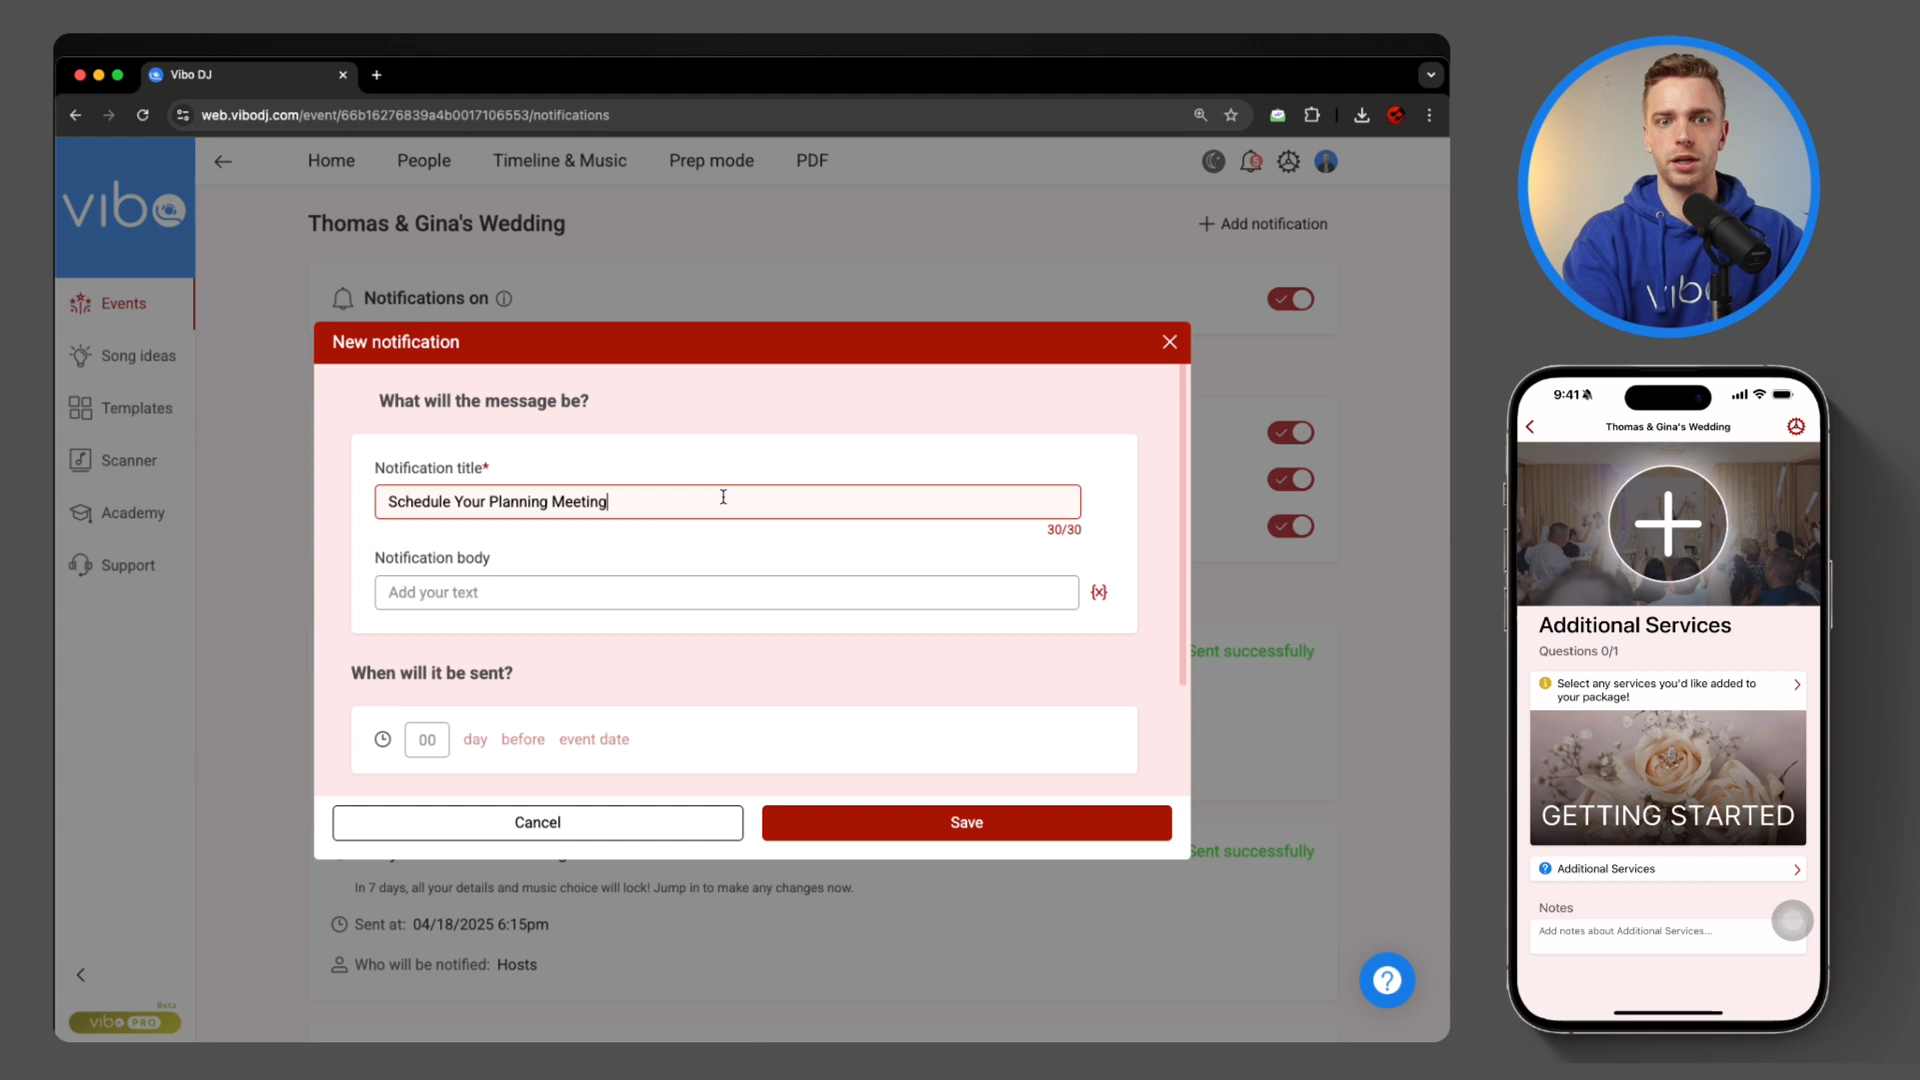 Vibo DJ
web.vibodj.com/event/66b16276839a4b0017106553/notifications
vibo
Home
People
Timeline & Music
Prep mode
PDF
Thomas & Gina's Wedding
Add notification
Events
Song ideas
Templates
Scanner
Academy
Support
Notifications on
New notification
What will the message be?
Notification title*
Schedule Your Planning Meeting
30/30
Notification body
Add your text
{x}
When will it be sent?
00 day before event date
Cancel
Save
Sent successfully
Sent successfully
In 7 days, all your details and music choice will lock! Jump in to make any changes now.
Sent at: 04/18/2025 6:15pm
Who will be notified: Hosts
Beta
vibo PRO
?
vibo
9:41
Thomas & Gina's Wedding
Additional Services
Questions 0/1
Select any services you'd like added to
your package!
GETTING STARTED
Additional Services
Notes
Add notes about Additional Services...